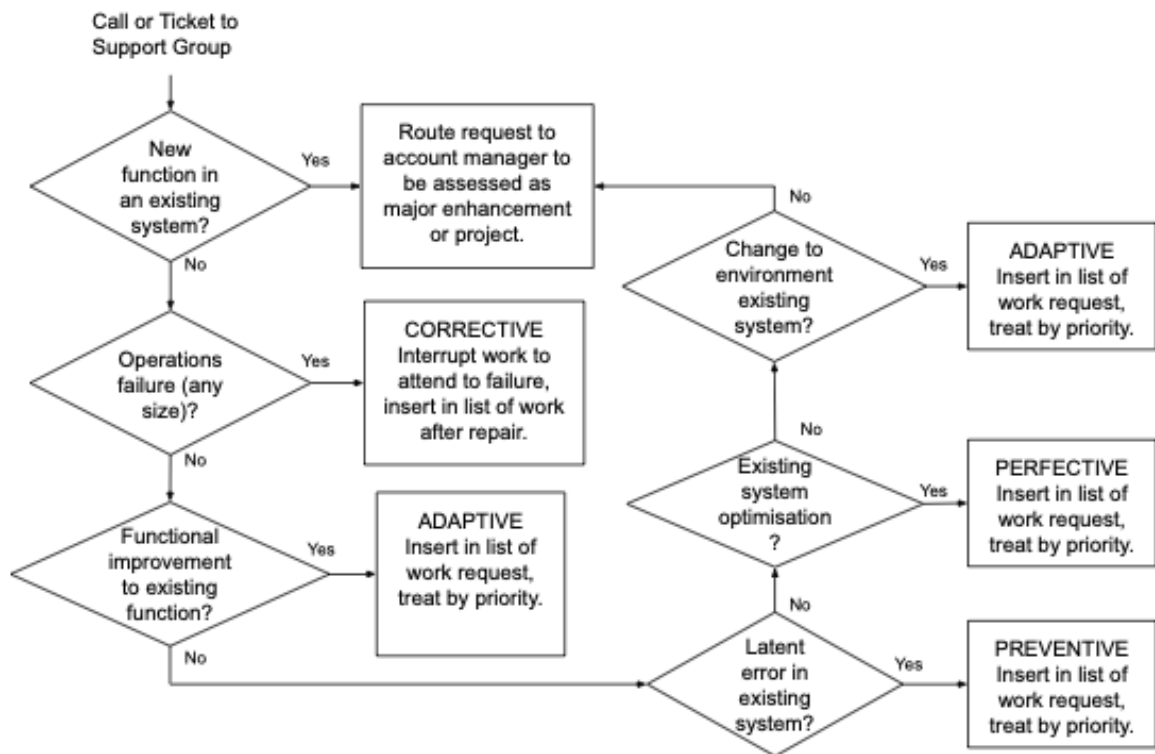 Call or Ticket to
Support Group
New
function in
an existing
system?
Yes
Route request to
account manager to
be assessed as
major enhancement
or project.
No
Operations
failure (any
size)?
Yes
CORRECTIVE
Interrupt work to
attend to failure,
insert in list of work
after repair.
No
Functional
improvement
to existing
function?
Yes
ADAPTIVE
Insert in list of
work request,
treat by priority.
No
Latent
error in
existing
system?
Yes
PREVENTIVE
Insert in list of
work request,
treat by priority.
No
Existing
system
optimisation
?
Yes
PERFECTIVE
Insert in list of
work request,
treat by priority.
No
Change to
environment
existing
system?
Yes
ADAPTIVE
Insert in list of
work request,
treat by priority.
No